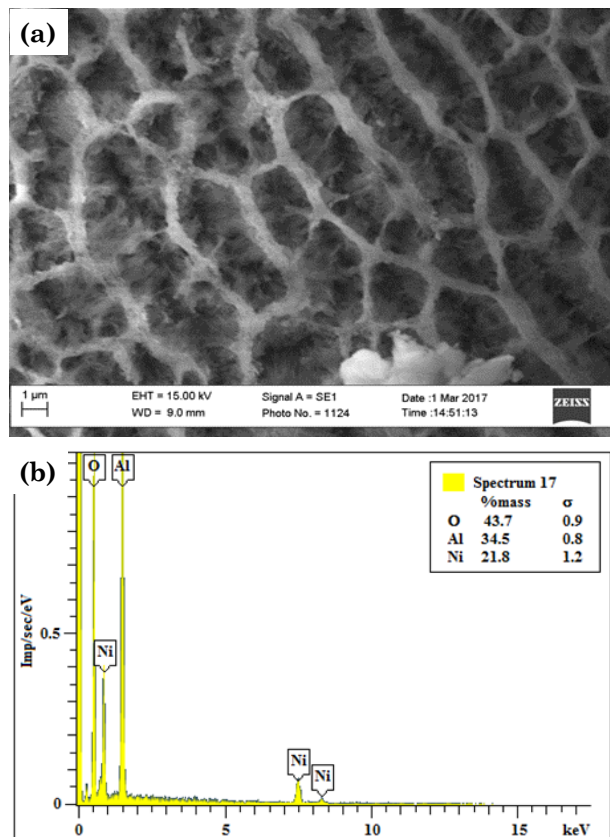 (a)
1 µm
EHT = 15.00 kV
Signal A = SE1
Date :1 Mar 2017
WD = 9.0 mm
Photo No. = 1124
Time :14:51:13
ZEISS
(b)
O
Al
Spectrum 17
%mass σ
O 43.7 0.9
Al 34.5 0.8
Ni 21.8 1.2
Imp/sec/eV
0.5
Ni
Ni
Ni
0
0 5 10 15 keV